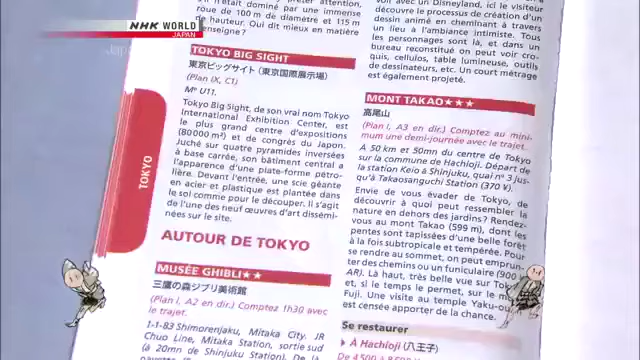 NHK WORLD
JAPAN
Japa
TOKYO
n'était dominé par une immense
roue de 100 m de diamètre et 115 m
de hauteur. Qui dit mieux en matière
TOKYO BIG SIGHT
東京ビッグサイト (東京国際展示場)
(Plan IX, C1)
M° U11.
Tokyo Big Sight, de son vrai nom Tokyo
International Exhibition Center, est
le plus grand centre d'expositions
(80000 m²) et de congrès du Japon.
Juché sur quatre pyramides inversées
à base carrée, son bâtiment central a
l'apparence d'une plate-forme pétro-
lière. Devant l'entrée, une scie géante
en acier et plastique est plantée dans
le sol comme pour le découper. Il s'agit
de l'une des neuf œuvres d'art dissémi-
nées sur le site.
AUTOUR DE TOKYO
MUSÉE GHIBLI★★
三鷹の森ジブリ美術館
(Plan I, A2 en dir.) Comptez 1h30 avec
le trajet.
1-1-83 Shimorenjaku, Mitaka City. JR
Chuo Line, Mitaka Station, sortie sud
(à 20mn de Shinjuku Station). De là
avec un Disneyland, ici le visiteur
découvre le processus de création d'un
dessin animé en cheminant à travers
un lieu à l'ambiance intimiste. Tous
les personnages sont là, et dans un
bureau reconstitué on peut voir cro-
quis, cellulos, table lumineuse, outils
de dessinateurs, etc. Un court métrage
est également projeté.
MONT TAKAO★★★
高尾山
(Plan I, A3 en dir.) Comptez au mini-
mum une demi-journée avec le trajet.
À 50 km et 50mn du centre de Tokyo
sur la commune de Hachioji. Départ de
la station Keio à Shinjuku, quai n° 3 jus-
qu'à Takaosanguchi Station (370 ¥).
Envie de vous évader de Tokyo, de
découvrir à quoi peut ressembler la
nature en dehors des jardins? Rendez-
vous au mont Takao (599 m), dont les
pentes sont tapissées d'une belle forêt
à la fois subtropicale et tempérée. Pour
se rendre au sommet, on peut emprun-
ter des chemins ou un funiculaire (900
AR). Là haut, très belle vue sur Tok
et, si le temps le permet, sur le m
Fuji. Une visite au temple Yaku-ou
est censée apporter de la chance.
Se restaurer
À Hachioji (八王子)